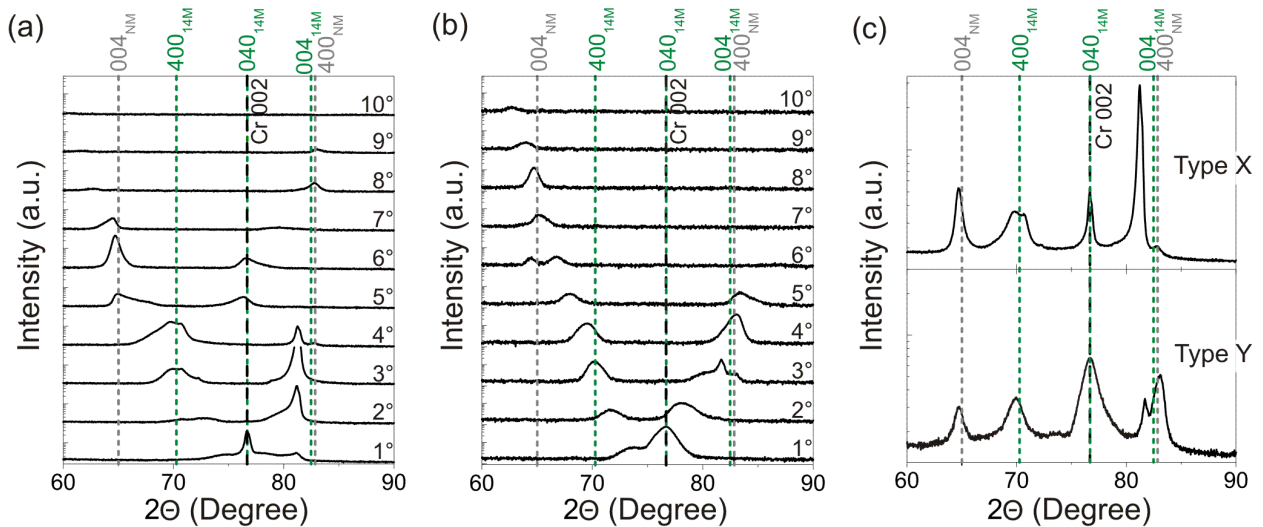 (a)
004NM
40014M
04014M
00414M
400NM
Cr 002
10°
9°
8°
7°
6°
5°
4°
3°
2°
1°
Intensity (a.u.)
60 70 80 90
2Θ (Degree)
(b)
004NM
40014M
04014M
00414M
400NM
Cr 002
10°
9°
8°
7°
6°
5°
4°
3°
2°
1°
Intensity (a.u.)
60 70 80 90
2Θ (Degree)
(c)
004NM
40014M
04014M
00414M
400NM
Cr 002
Type X
Type Y
Intensity (a.u.)
60 70 80 90
2Θ (Degree)